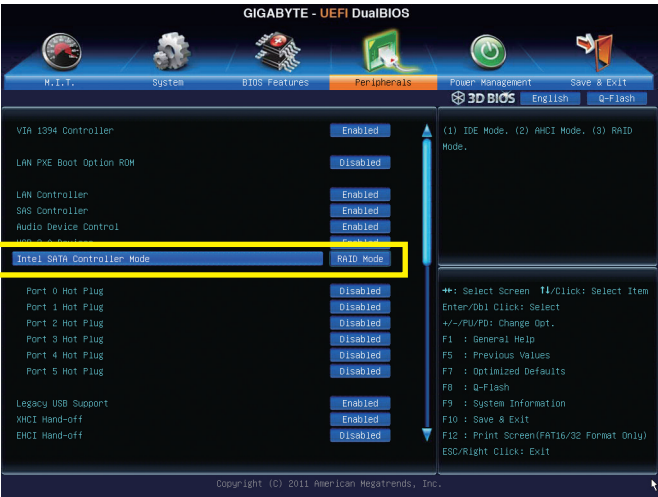 GIGABYTE - UEFI DualBIOS
M.I.T. System BIOS Features Peripherals Power Management Save & Exit
3D BIOS English Q-Flash
VIA 1394 Controller Enabled
LAN PXE Boot Option ROM Disabled
LAN Controller Enabled
SAS Controller Enabled
Audio Device Control Enabled
Enabled
Intel SATA Controller Mode RAID Mode
Port 0 Hot Plug Disabled
Port 1 Hot Plug Disabled
Port 2 Hot Plug Disabled
Port 3 Hot Plug Disabled
Port 4 Hot Plug Disabled
Port 5 Hot Plug Disabled
Legacy USB Support Enabled
XHCI Hand-off Enabled
EHCI Hand-off Disabled
(1) IDE Mode. (2) AHCI Mode. (3) RAID
Mode.
→←: Select Screen ↑↓/Click: Select Item
Enter/Dbl Click: Select
+/-/PU/PD: Change Opt.
F1 : General Help
F5 : Previous Values
F7 : Optimized Defaults
F8 : Q-Flash
F9 : System Information
F10 : Save & Exit
F12 : Print Screen(FAT16/32 Format Only)
ESC/Right Click: Exit
Copyright (C) 2011 American Megatrends, Inc.